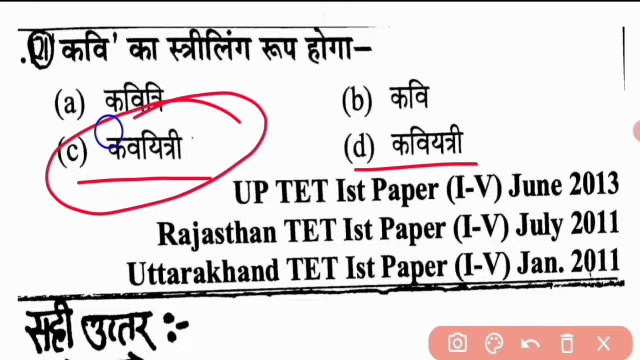 .(21) 'कवि' का स्त्रीलिंग रूप होगा–
(a) कवित्रि (b) कवि
(c) कवयित्री (d) कवियत्री
UP TET Ist Paper (I-V) June 2013
Rajasthan TET Ist Paper (I-V) July 2011
Uttarakhand TET Ist Paper (I-V) Jan. 2011
सही उत्तर :-